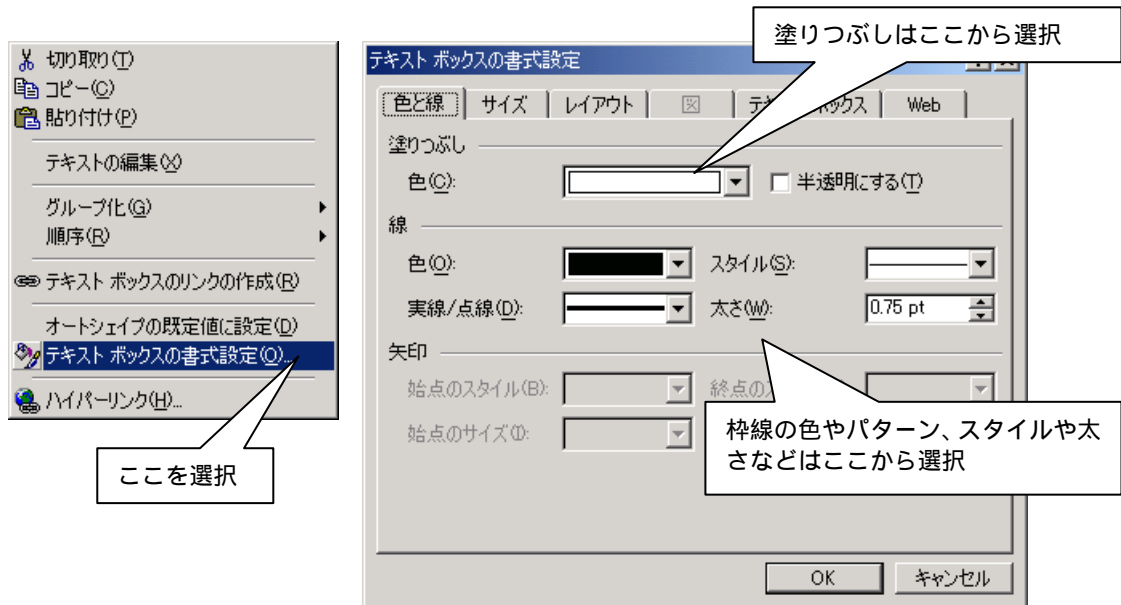 塗りつぶしはここから選択
切り取り(T)
コピー(C)
貼り付け(P)
テキストの編集(X)
グループ化(G)
順序(R)
テキスト ボックスのリンクの作成(R)
オートシェイプの既定値に設定(D)
テキスト ボックスの書式設定(O)...
ハイパーリンク(H)...
ここを選択
テキスト ボックスの書式設定
色と線 サイズ レイアウト 図 Web
塗りつぶし
色(C): 半透明にする(T)
線
色(O): スタイル(S):
実線/点線(D): 太さ(W): 0.75 pt
矢印
始点のスタイル(B):
始点のサイズ(I):
枠線の色やパターン、スタイルや太
さなどはここから選択
OK キャンセル